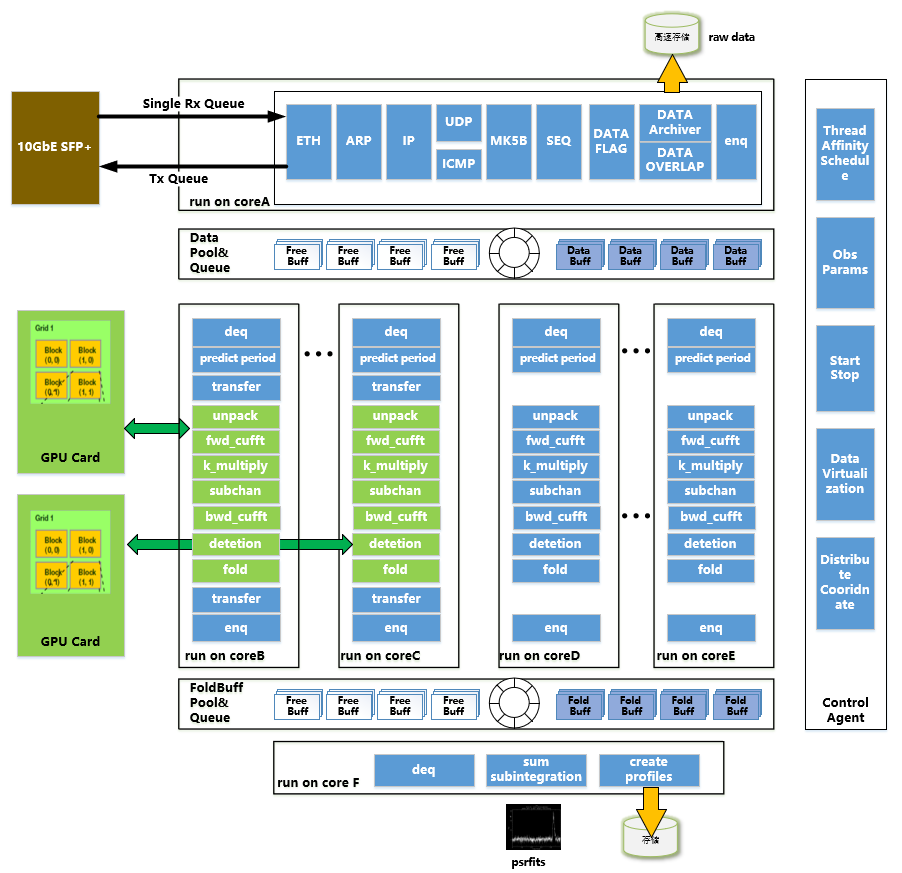 高速存储
raw data
10GbE SFP+
Single Rx Queue
Tx Queue
ETH
ARP
IP
UDP
ICMP
MK5B
SEQ
DATA
FLAG
DATA
Archiver
DATA
OVERLAP
enq
run on coreA
Data
Pool&
Queue
Free
Buff
Free
Buff
Free
Buff
Free
Buff
Data
Buff
Data
Buff
Data
Buff
Data
Buff
Grid 1
Block
(0, 0)
Block
(1, 0)
Block
(0, 1)
Block
(1, 1)
GPU Card
Grid 1
Block
(0, 0)
Block
(1, 0)
Block
(0, 1)
Block
(1, 1)
GPU Card
deq
predict period
transfer
unpack
fwd_cufft
k_multiply
subchan
bwd_cufft
detetion
fold
transfer
enq
run on coreB
deq
predict period
transfer
unpack
fwd_cufft
k_multiply
subchan
bwd_cufft
detetion
fold
transfer
enq
run on coreC
deq
predict period
unpack
fwd_cufft
k_multiply
subchan
bwd_cufft
detetion
fold
enq
run on coreD
deq
predict period
unpack
fwd_cufft
k_multiply
subchan
bwd_cufft
detetion
fold
enq
run on coreE
FoldBuff
Pool&
Queue
Free
Buff
Free
Buff
Free
Buff
Free
Buff
Fold
Buff
Fold
Buff
Fold
Buff
Fold
Buff
run on core F
deq
sum
subintegration
create
profiles
psrfits
存储
Thread
Affinity
Schedul
e
Obs
Params
Start
Stop
Data
Virtuali
zation
Distribu
te
Cooridn
ate
Control
Agent